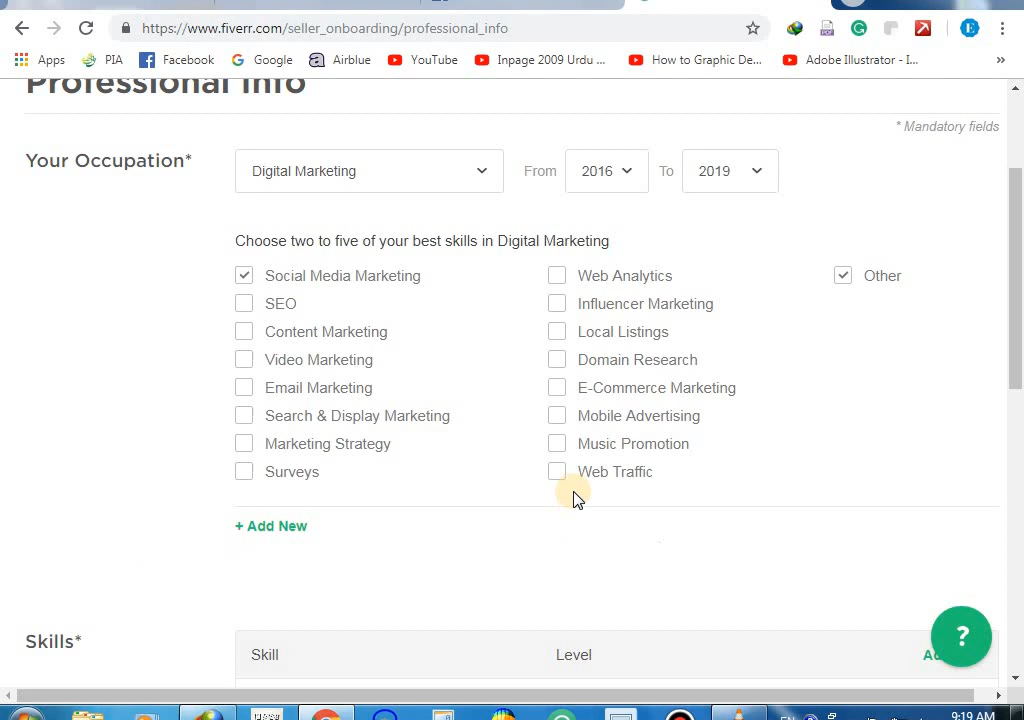 https://www.fiverr.com/seller_onboarding/professional_info
Apps PIA Facebook Google Airblue YouTube Inpage 2009 Urdu ... How to Graphic De... Adobe Illustrator - I... »
Professional Info
* Mandatory fields
Your Occupation* Digital Marketing From 2016 To 2019
Choose two to five of your best skills in Digital Marketing
Social Media Marketing Web Analytics Other
SEO Influencer Marketing
Content Marketing Local Listings
Video Marketing Domain Research
Email Marketing E-Commerce Marketing
Search & Display Marketing Mobile Advertising
Marketing Strategy Music Promotion
Surveys Web Traffic
+ Add New
?
Skills* Skill Level
EN 9:19 AM